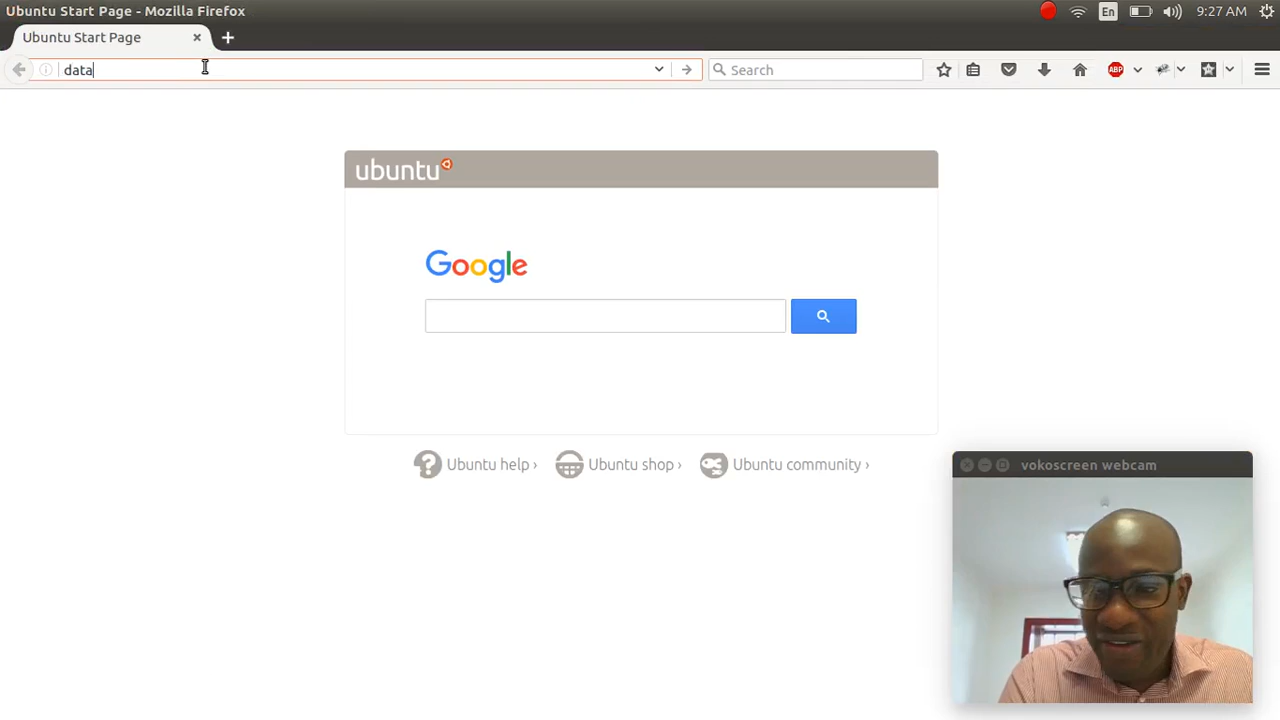 Ubuntu Start Page - Mozilla Firefox
En
9:27 AM
Ubuntu Start Page
data
Search
ABP
ubuntu
Google
Ubuntu help ›
Ubuntu shop ›
Ubuntu community ›
vokoscreen webcam